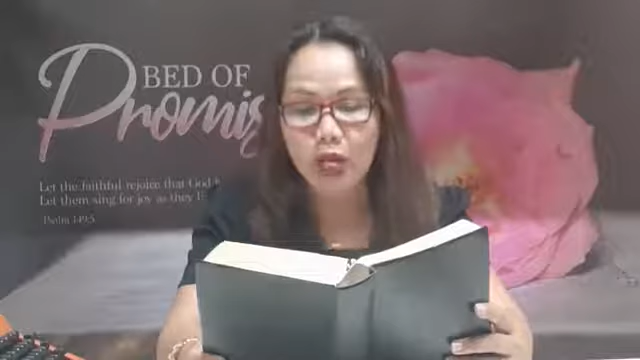 BED OF
Promis
Let the faithful rejoice that God
Let them sing for joy as they
Psalm 149:5